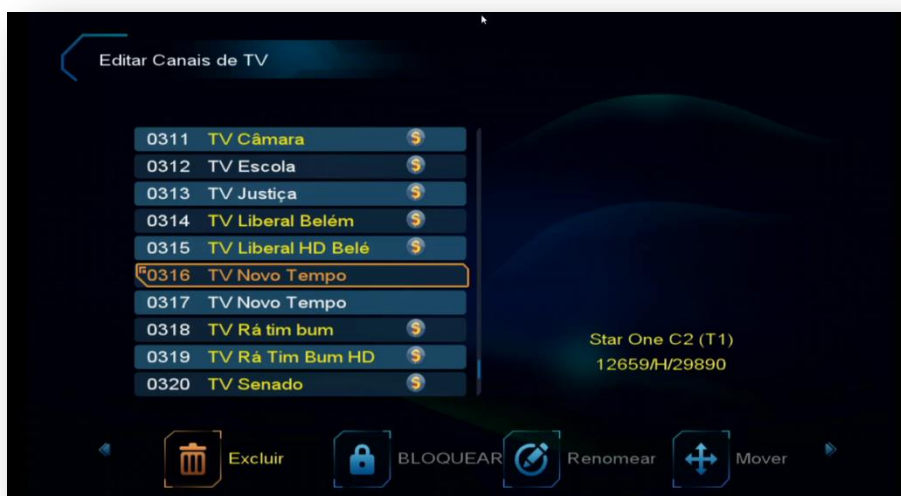 Editar Canais de TV
0311 TV Câmara S
0312 TV Escola S
0313 TV Justiça S
0314 TV Liberal Belém S
0315 TV Liberal HD Belé S
0316 TV Novo Tempo
0317 TV Novo Tempo
0318 TV Rá tim bum S
0319 TV Rá Tim Bum HD S
0320 TV Senado S
Star One C2 (T1)
12659/H/29890
Excluir BLOQUEAR Renomear Mover